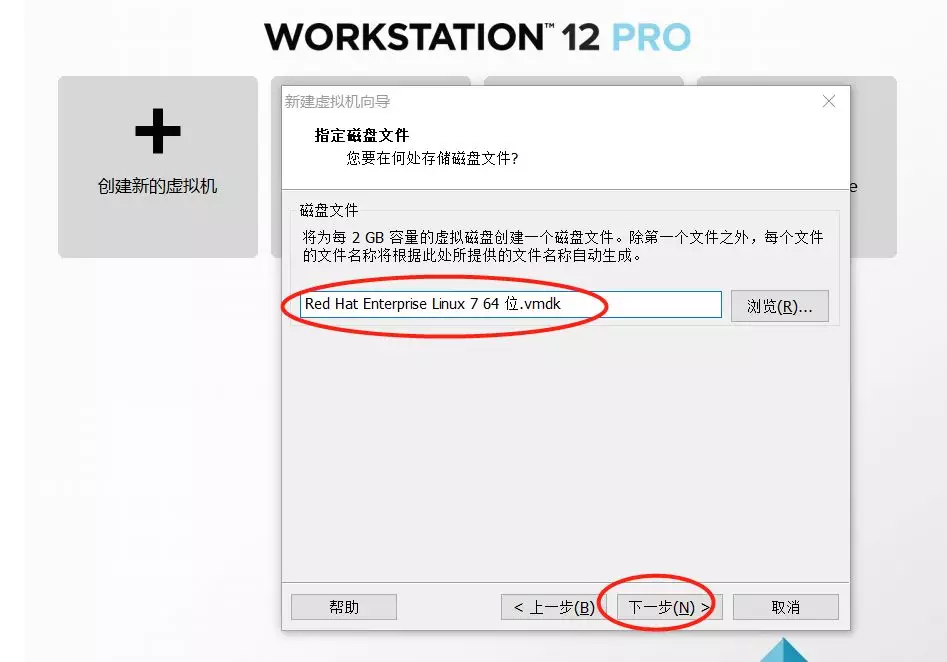 WORKSTATION™ 12 PRO
创建新的虚拟机
e
新建虚拟机向导
指定磁盘文件
您要在何处存储磁盘文件?
磁盘文件
将为每 2 GB 容量的虚拟磁盘创建一个磁盘文件。除第一个文件之外，每个文件
的文件名称将根据此处所提供的文件名称自动生成。
Red Hat Enterprise Linux 7 64 位.vmdk
浏览(R)...
帮助
< 上一步(B)
下一步(N) >
取消